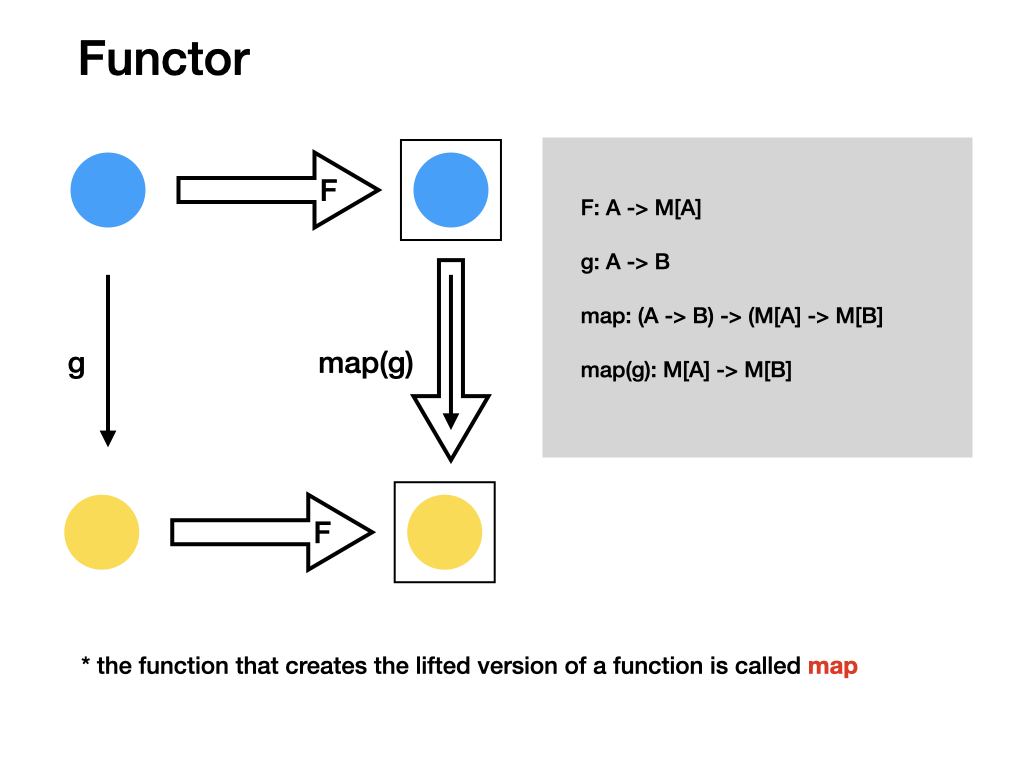 Functor
F
F: A -> M[A]
g: A -> B
map: (A -> B) -> (M[A] -> M[B]
g
map(g)
map(g): M[A] -> M[B]
F
* the function that creates the lifted version of a function is called map